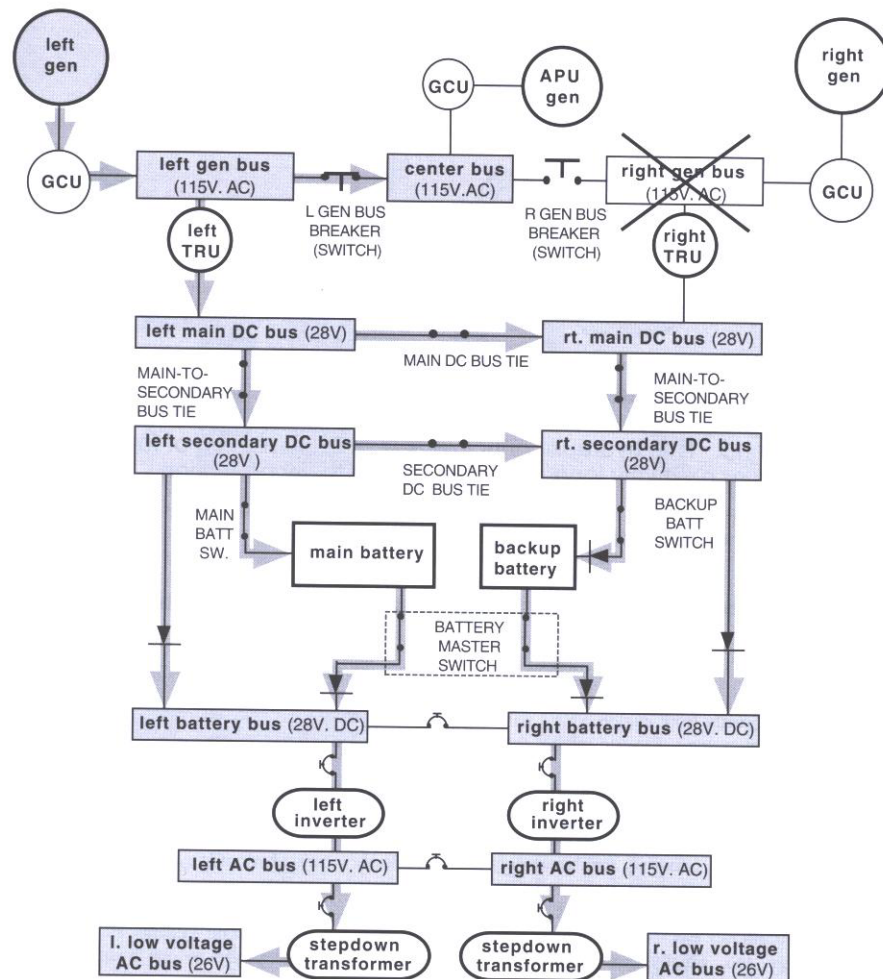 left
gen
GCU
APU
gen
right
gen
GCU
left gen bus
(115V. AC)
center bus
(115V.AC)
right gen bus
(115V. AC)
GCU
L GEN BUS
BREAKER
(SWITCH)
R GEN BUS
BREAKER
(SWITCH)
left
TRU
right
TRU
left main DC bus (28V)
MAIN DC BUS TIE
rt. main DC bus (28V)
MAIN-TO-
SECONDARY
BUS TIE
MAIN-TO-
SECONDARY
BUS TIE
left secondary DC bus
(28V )
SECONDARY
DC BUS TIE
rt. secondary DC bus
(28V)
MAIN
BATT
SW.
main battery
backup
battery
BACKUP
BATT
SWITCH
BATTERY
MASTER
SWITCH
left battery bus (28V. DC)
right battery bus (28V. DC)
left
inverter
right
inverter
left AC bus (115V. AC)
right AC bus (115V. AC)
l. low voltage
AC bus (26V)
stepdown
transformer
stepdown
transformer
r. low voltage
AC bus (26V)